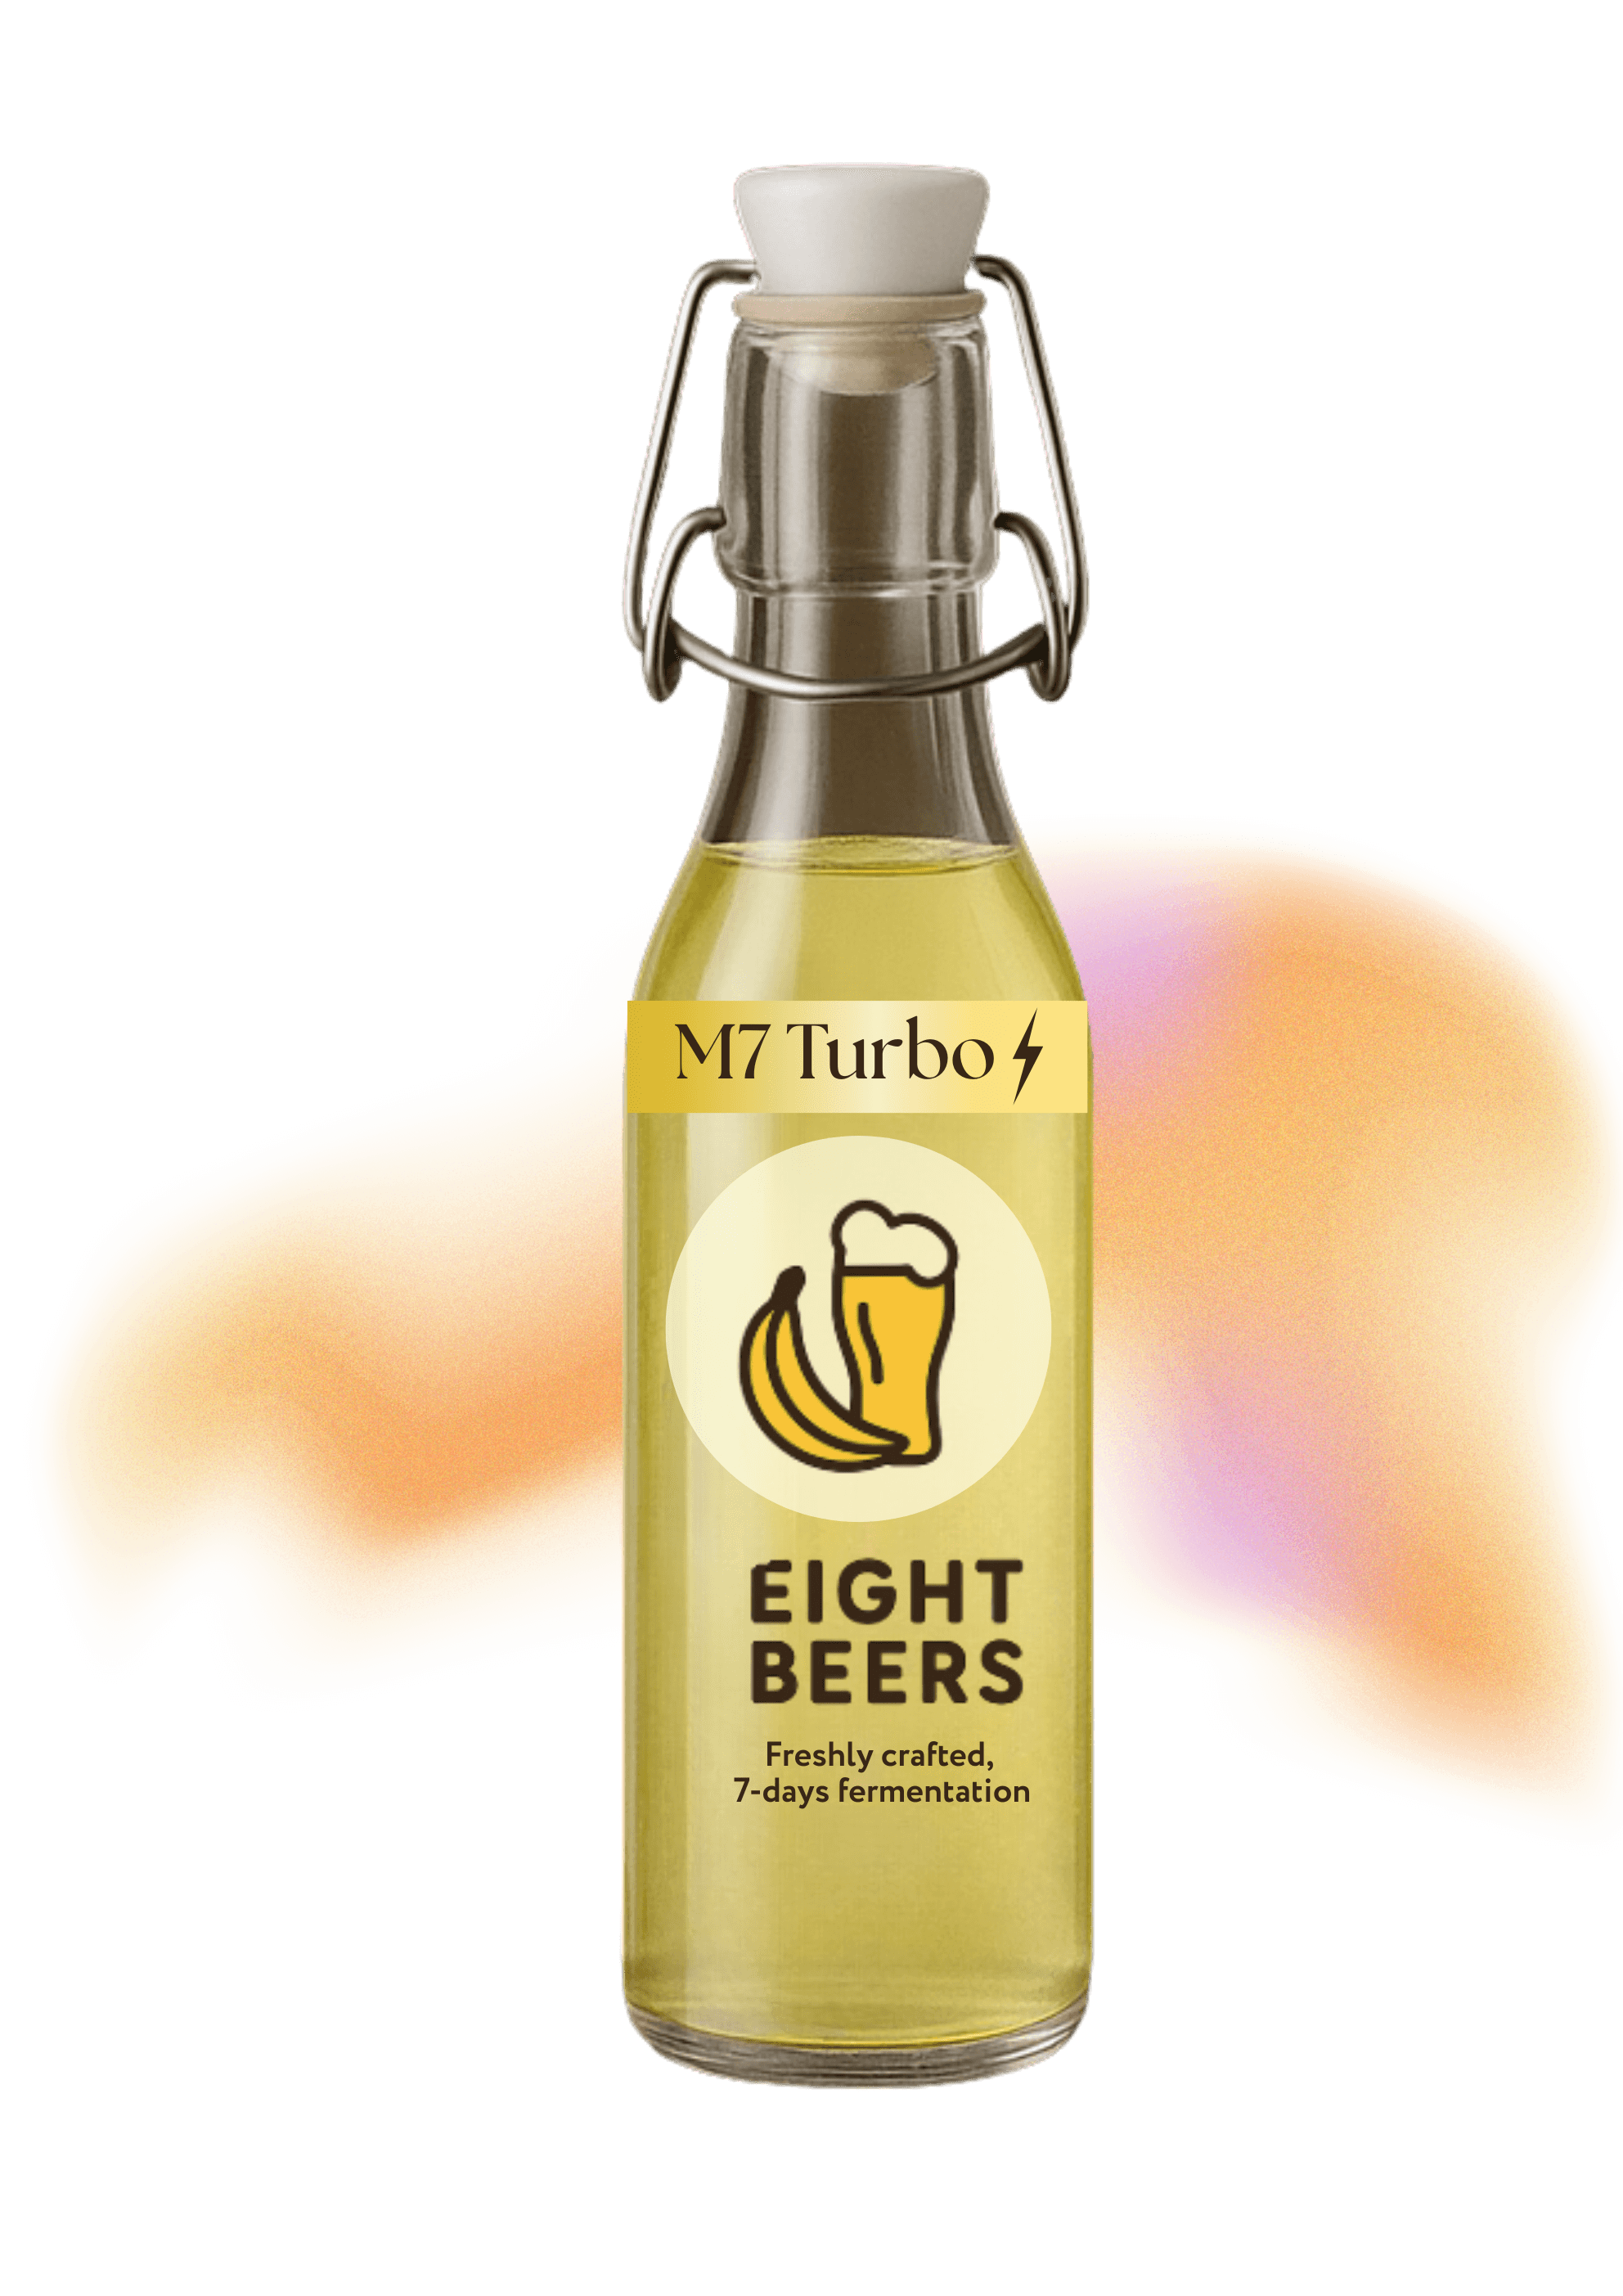 M7 Turbo
EIGHT
BEERS
Freshly crafted,
7-days fermentation